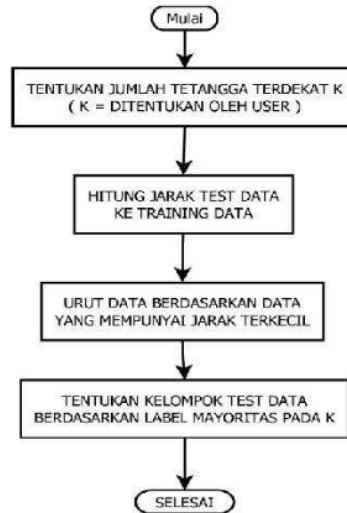 Mulai
TENTUKAN JUMLAH TETANGGA TERDEKAT K
( K = DITENTUKAN OLEH USER )
HITUNG JARAK TEST DATA
KE TRAINING DATA
URUT DATA BERDASARKAN DATA
YANG MEMPUNYAI JARAK TERKECIL
TENTUKAN KELOMPOK TEST DATA
BERDASARKAN LABEL MAYORITAS PADA K
SELESAI